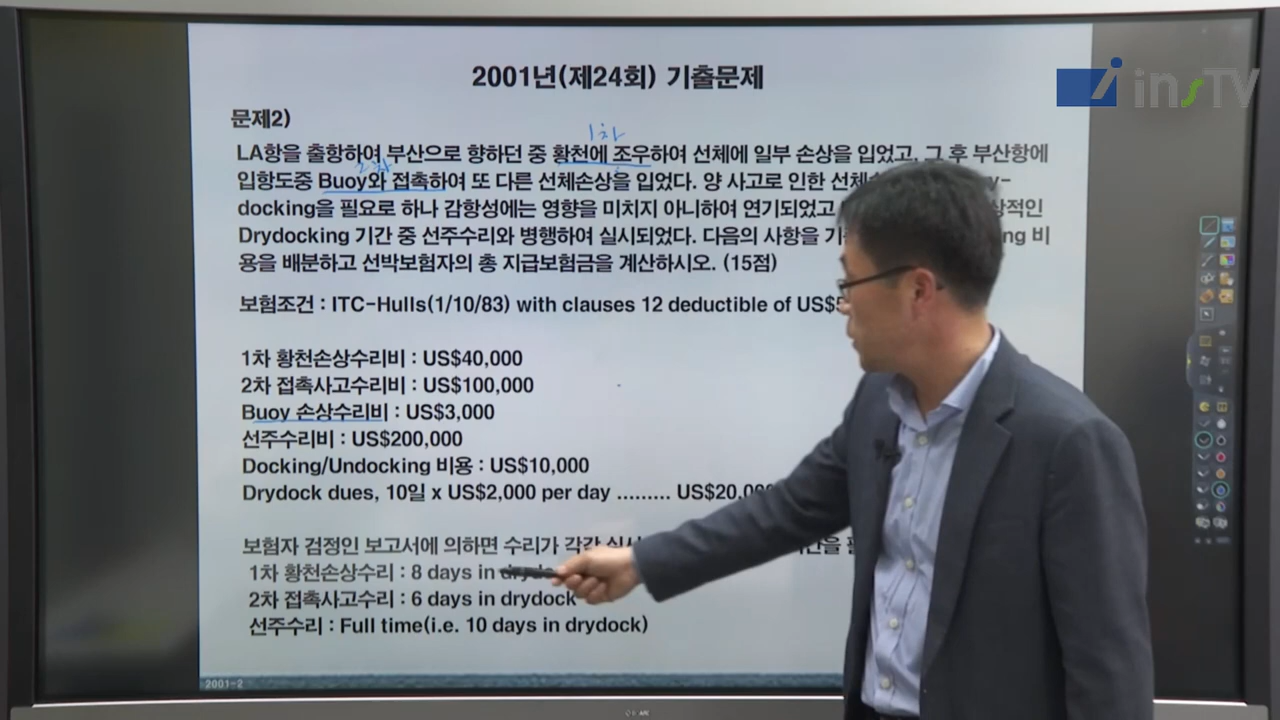 insTV
2001년(제24회) 기출문제
문제2)
1차
LA항을 출항하여 부산으로 향하던 중 황천에 조우하여 선체에 일부 손상을 입었고, 그 후 부산항에
2차
입항도중 Buoy와 접촉하여 또 다른 선체손상을 입었다. 양 사고로 인한
docking을 필요로 하나 감항성에는 영향을 미치지 아니하여 연기되었고
Drydocking 기간 중 선주수리와 병행하여 실시되었다. 다음의 사항을 비
용을 배분하고 선박보험자의 총 지급보험금을 계산하시오. (15점)
보험조건 : ITC-Hulls(1/10/83) with clauses 12 deductible of
1차 황천손상수리비 : US$40,000
2차 접촉사고수리비 : US$100,000
Buoy 손상수리비 : US$3,000
선주수리비 : US$200,000
Docking/Undocking 비용 : US$10,000
Drydock dues, 10일 x US$2,000 per day ......... US$20,000
보험자 검정인 보고서에 의하면 수리가 각각
1차 황천손상수리 : 8 days in
2차 접촉사고수리 : 6 days in drydock
선주수리 : Full time(i.e. 10 days in drydock)
2001-2